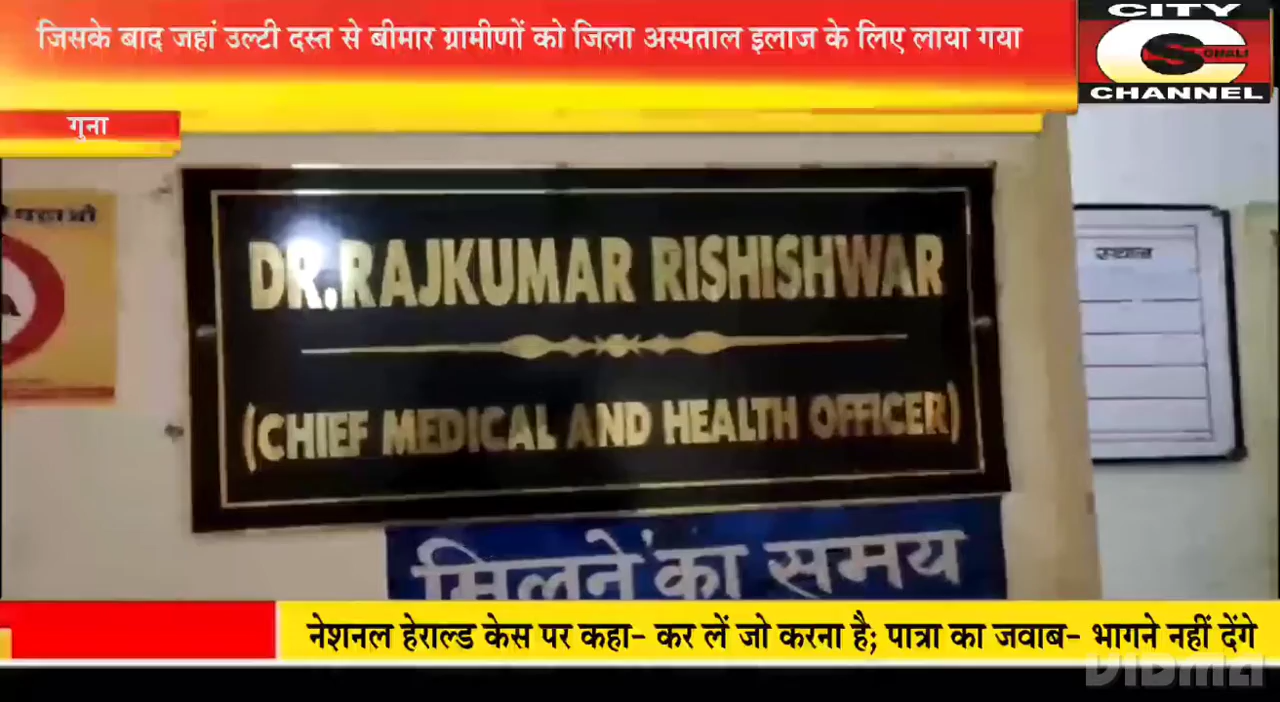 जिसके बाद जहां उल्टी दस्त से बीमार ग्रामीणों को जिला अस्पताल इलाज के लिए लाया गया
CITY
CHANNEL
गुना
DR.RAJKUMAR RISHISHWAR
(CHIEF MEDICAL AND HEALTH OFFICER)
मिलने का समय
नेशनल हेराल्ड केस पर कहा- कर लें जो करना है; पात्रा का जवाब- भागने नहीं देंगे
VIDMA